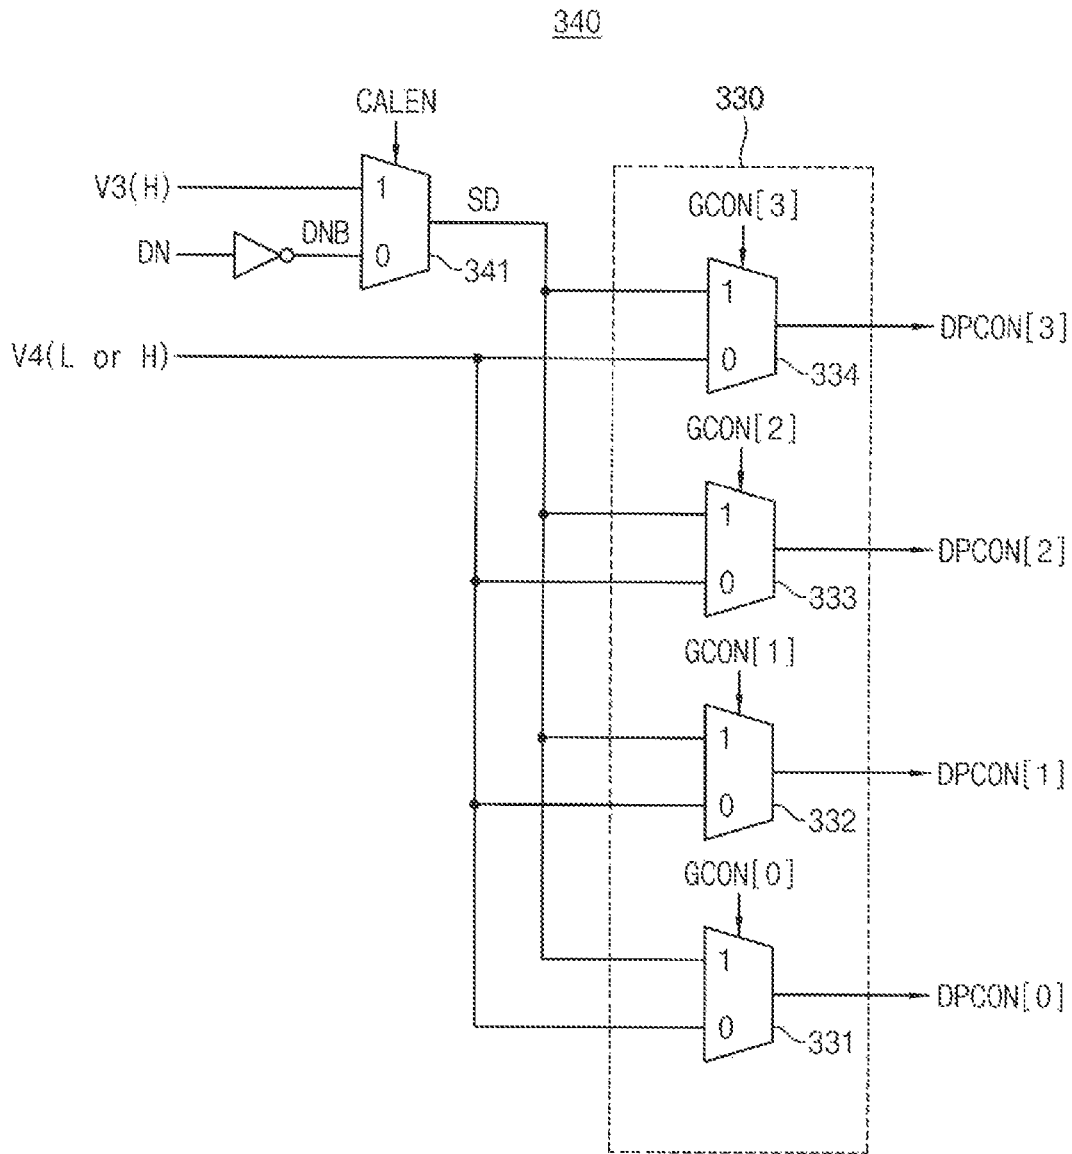 340
CALEN
330
V3(H)
1
SD
GCON[3]
DN
DNB
0
341
1
DPCON[3]
V4(L or H)
0
334
GCON[2]
1
DPCON[2]
0
333
GCON[1]
1
DPCON[1]
0
332
GCON[0]
1
DPCON[0]
0
331